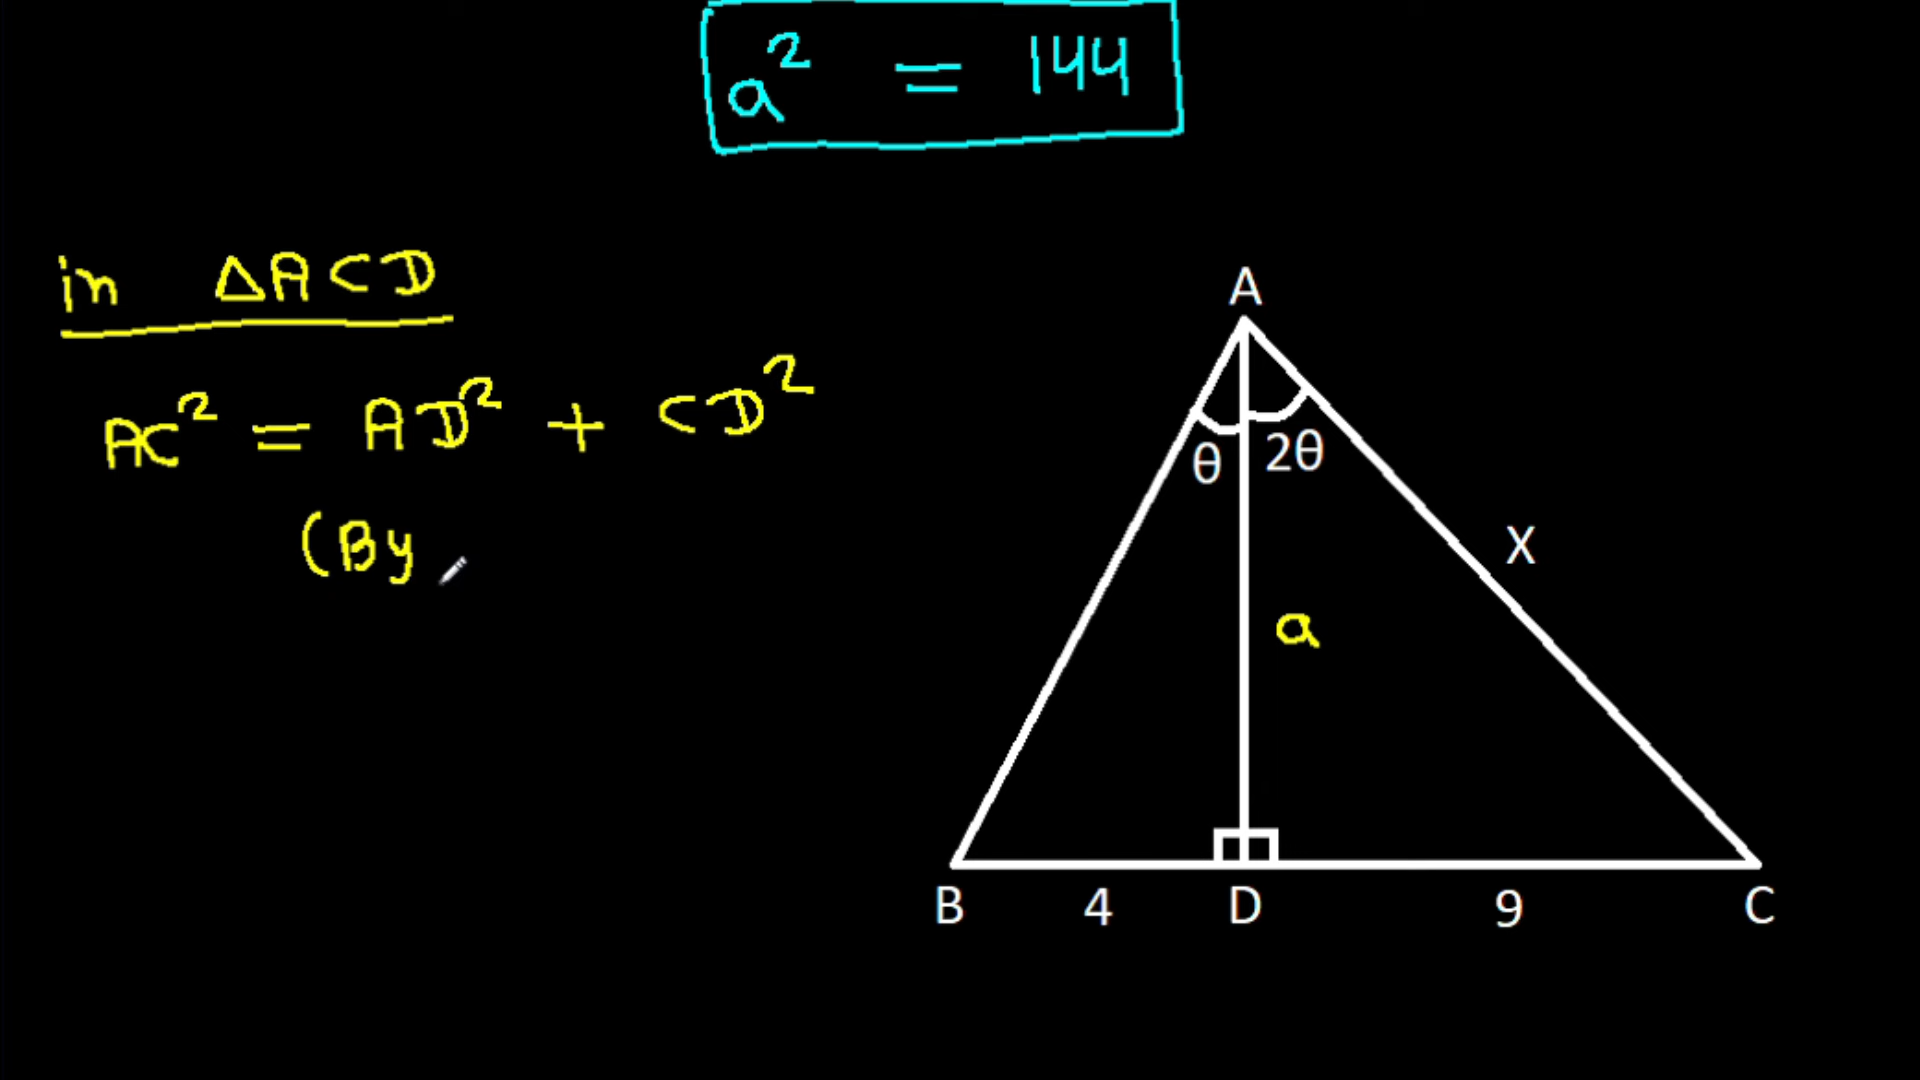 a² = 144
in ΔACD
AC² = AD² + CD²
(By
A
θ 2θ
X
a
B 4 D 9 C